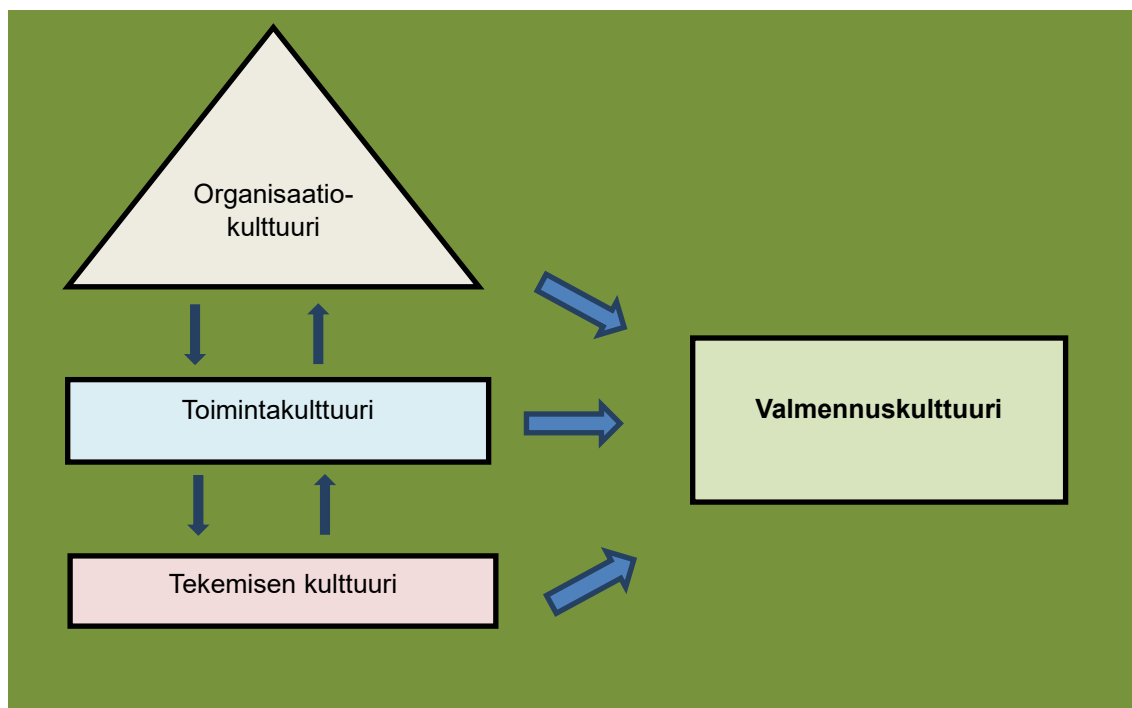 Organisaatio-
kulttuuri
Toimintakulttuuri
Valmennuskulttuuri
Tekemisen kulttuuri